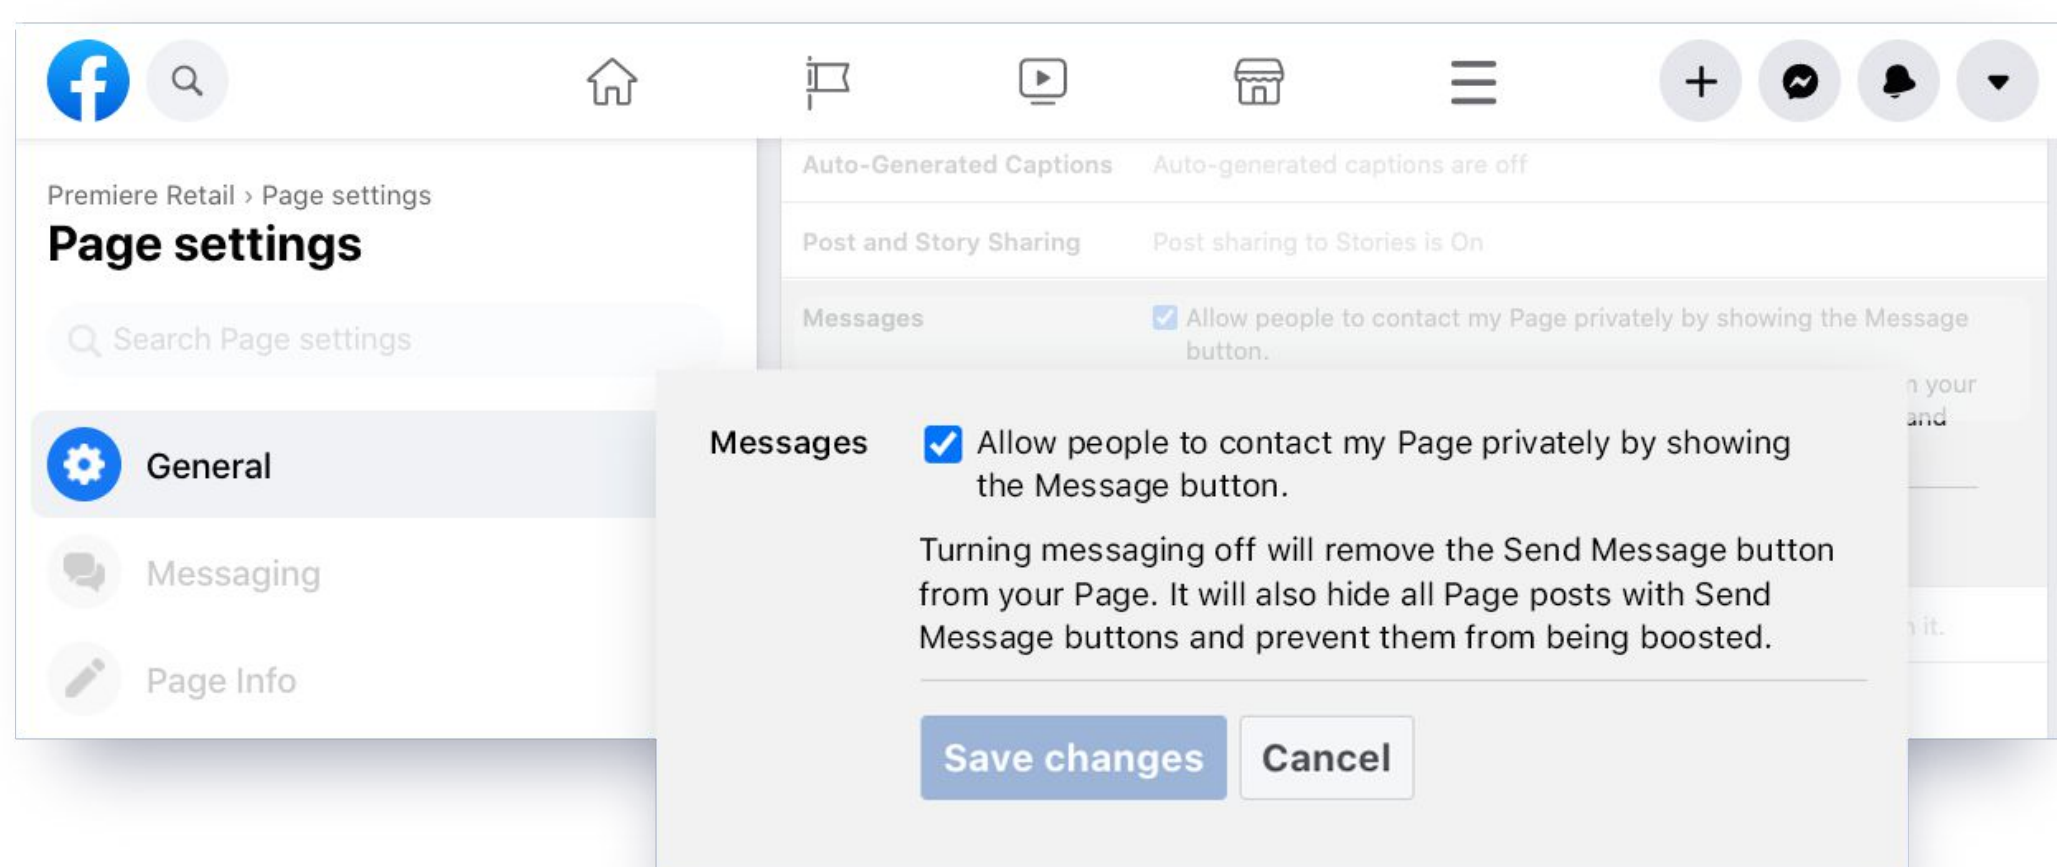 Premiere Retail › Page settings
Page settings
Search Page settings
General
Messaging
Page Info
Auto-Generated Captions Auto-generated captions are off
Post and Story Sharing Post sharing to Stories is On
Messages Allow people to contact my Page privately by showing the Message
button.
your
and
it.
Messages Allow people to contact my Page privately by showing
the Message button.
Turning messaging off will remove the Send Message button
from your Page. It will also hide all Page posts with Send
Message buttons and prevent them from being boosted.
Save changes Cancel